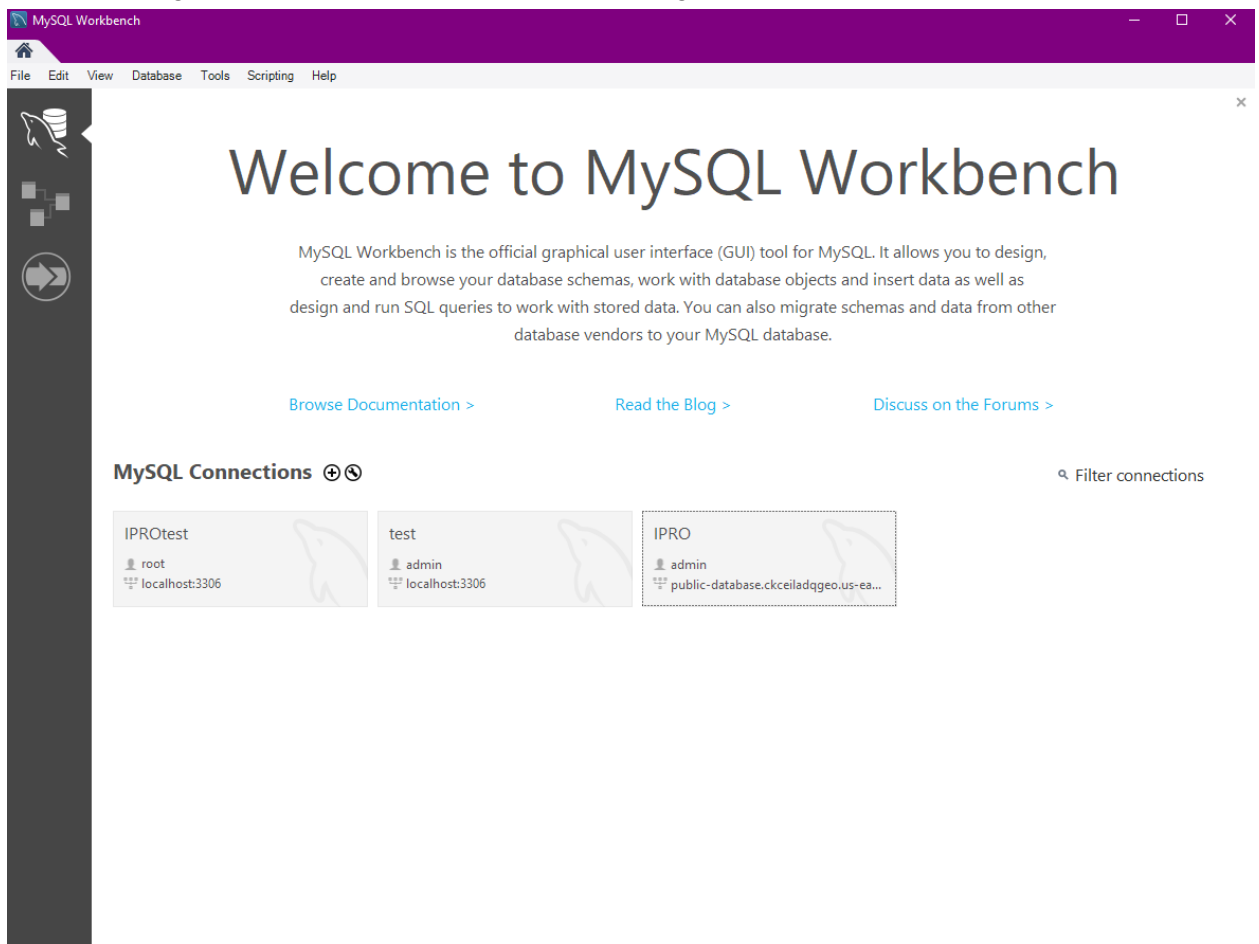 MySQL Workbench
File Edit View Database Tools Scripting Help
Welcome to MySQL Workbench
MySQL Workbench is the official graphical user interface (GUI) tool for MySQL. It allows you to design,
create and browse your database schemas, work with database objects and insert data as well as
design and run SQL queries to work with stored data. You can also migrate schemas and data from other
database vendors to your MySQL database.
Browse Documentation > Read the Blog > Discuss on the Forums >
MySQL Connections Filter connections
IPROtest test IPRO
root admin admin
localhost:3306 localhost:3306 public-database.ckceiladqgeo.us-ea...